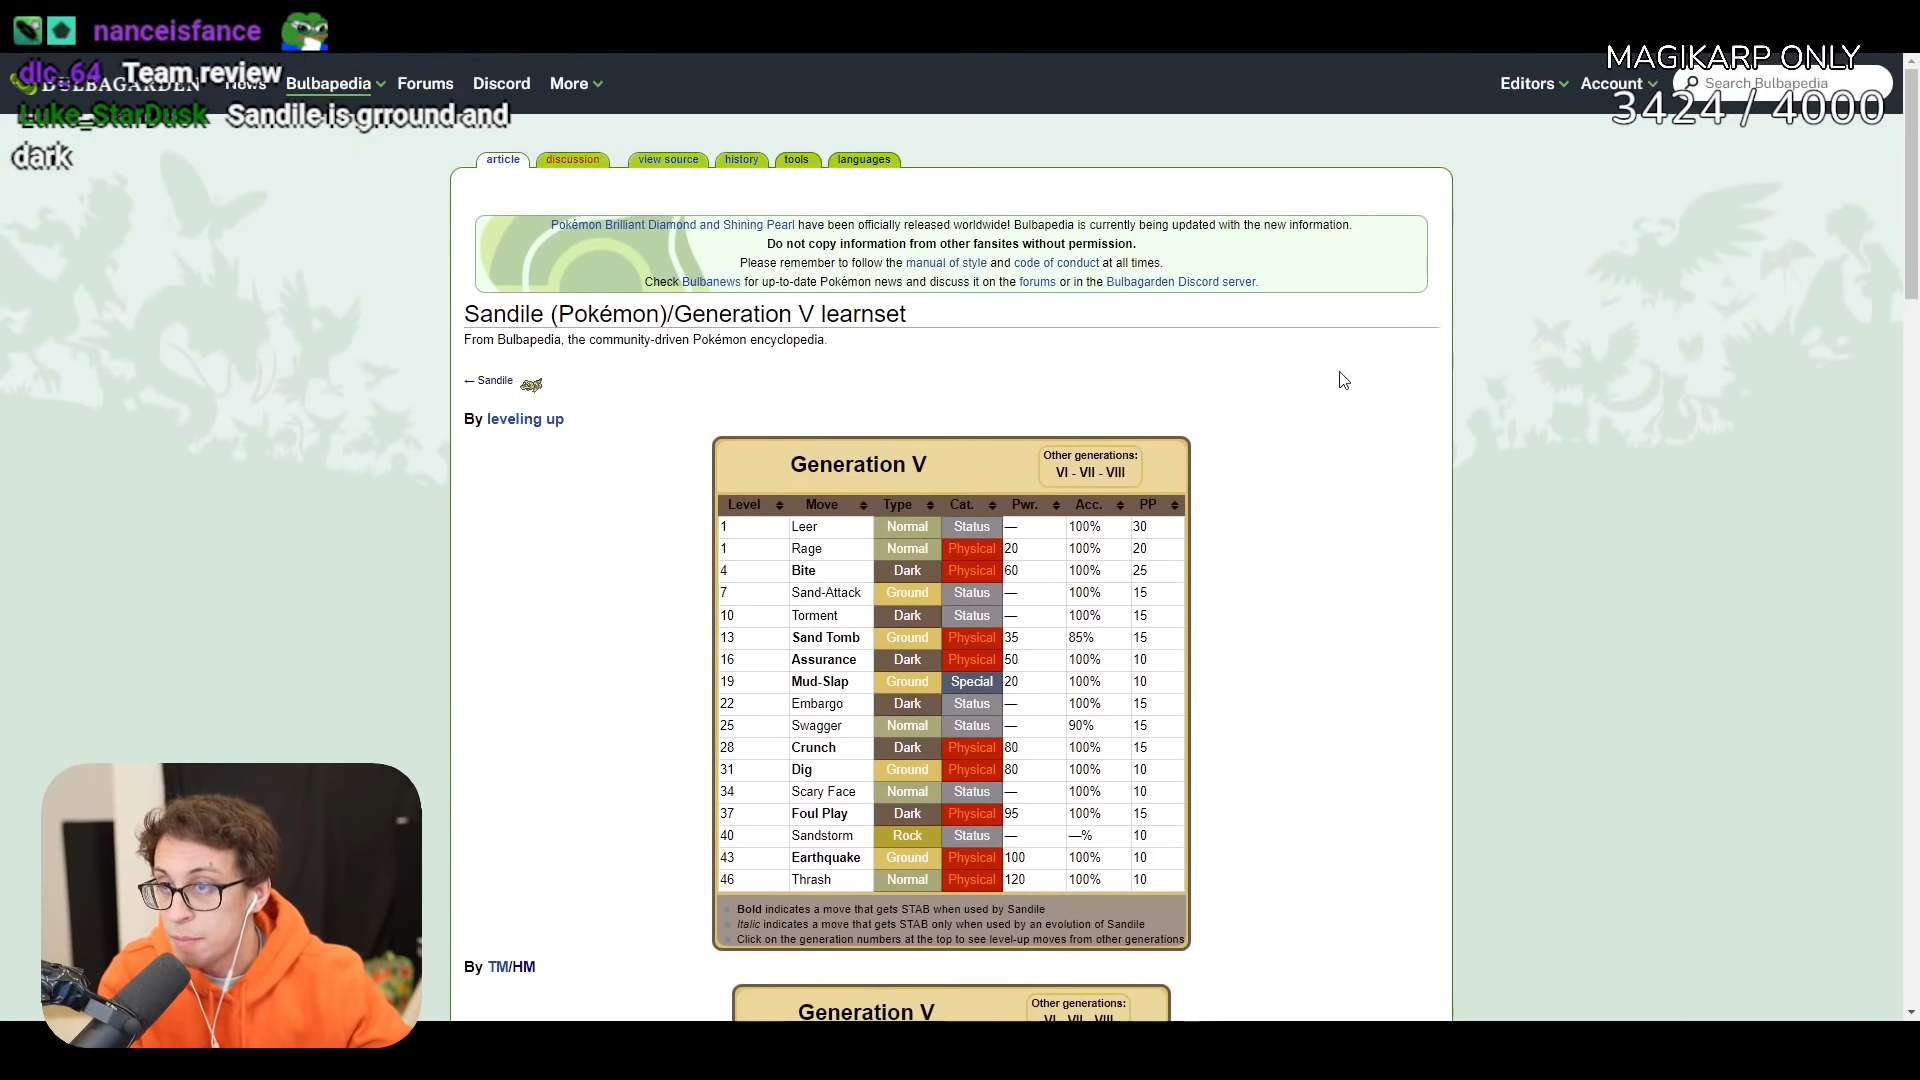 nanceisfance
dlc_64 Team review
Luke_StarDusk Sandile is grround and
dark
BULBAGARDEN News Bulbapedia Forums Discord More
Editors Account Search Bulbapedia
MAGIKARP ONLY
3424 / 4000
article discussion view source history tools languages
Pokémon Brilliant Diamond and Shining Pearl have been officially released worldwide! Bulbapedia is currently being updated with the new information.
Do not copy information from other fansites without permission.
Please remember to follow the manual of style and code of conduct at all times.
Check Bulbanews for up-to-date Pokémon news and discuss it on the forums or in the Bulbagarden Discord server.
Sandile (Pokémon)/Generation V learnset
From Bulbapedia, the community-driven Pokémon encyclopedia.
← Sandile
By leveling up
Generation V
Other generations:
VI - VII - VIII
Level Move Type Cat. Pwr. Acc. PP
1 Leer Normal Status — 100% 30
1 Rage Normal Physical 20 100% 20
4 Bite Dark Physical 60 100% 25
7 Sand-Attack Ground Status — 100% 15
10 Torment Dark Status — 100% 15
13 Sand Tomb Ground Physical 35 85% 15
16 Assurance Dark Physical 50 100% 10
19 Mud-Slap Ground Special 20 100% 10
22 Embargo Dark Status — 100% 15
25 Swagger Normal Status — 90% 15
28 Crunch Dark Physical 80 100% 15
31 Dig Ground Physical 80 100% 10
34 Scary Face Normal Status — 100% 10
37 Foul Play Dark Physical 95 100% 15
40 Sandstorm Rock Status — —% 10
43 Earthquake Ground Physical 100 100% 10
46 Thrash Normal Physical 120 100% 10
Bold indicates a move that gets STAB when used by Sandile
Italic indicates a move that gets STAB only when used by an evolution of Sandile
Click on the generation numbers at the top to see level-up moves from other generations
By TM/HM
Generation V
Other generations:
VI - VII - VIII